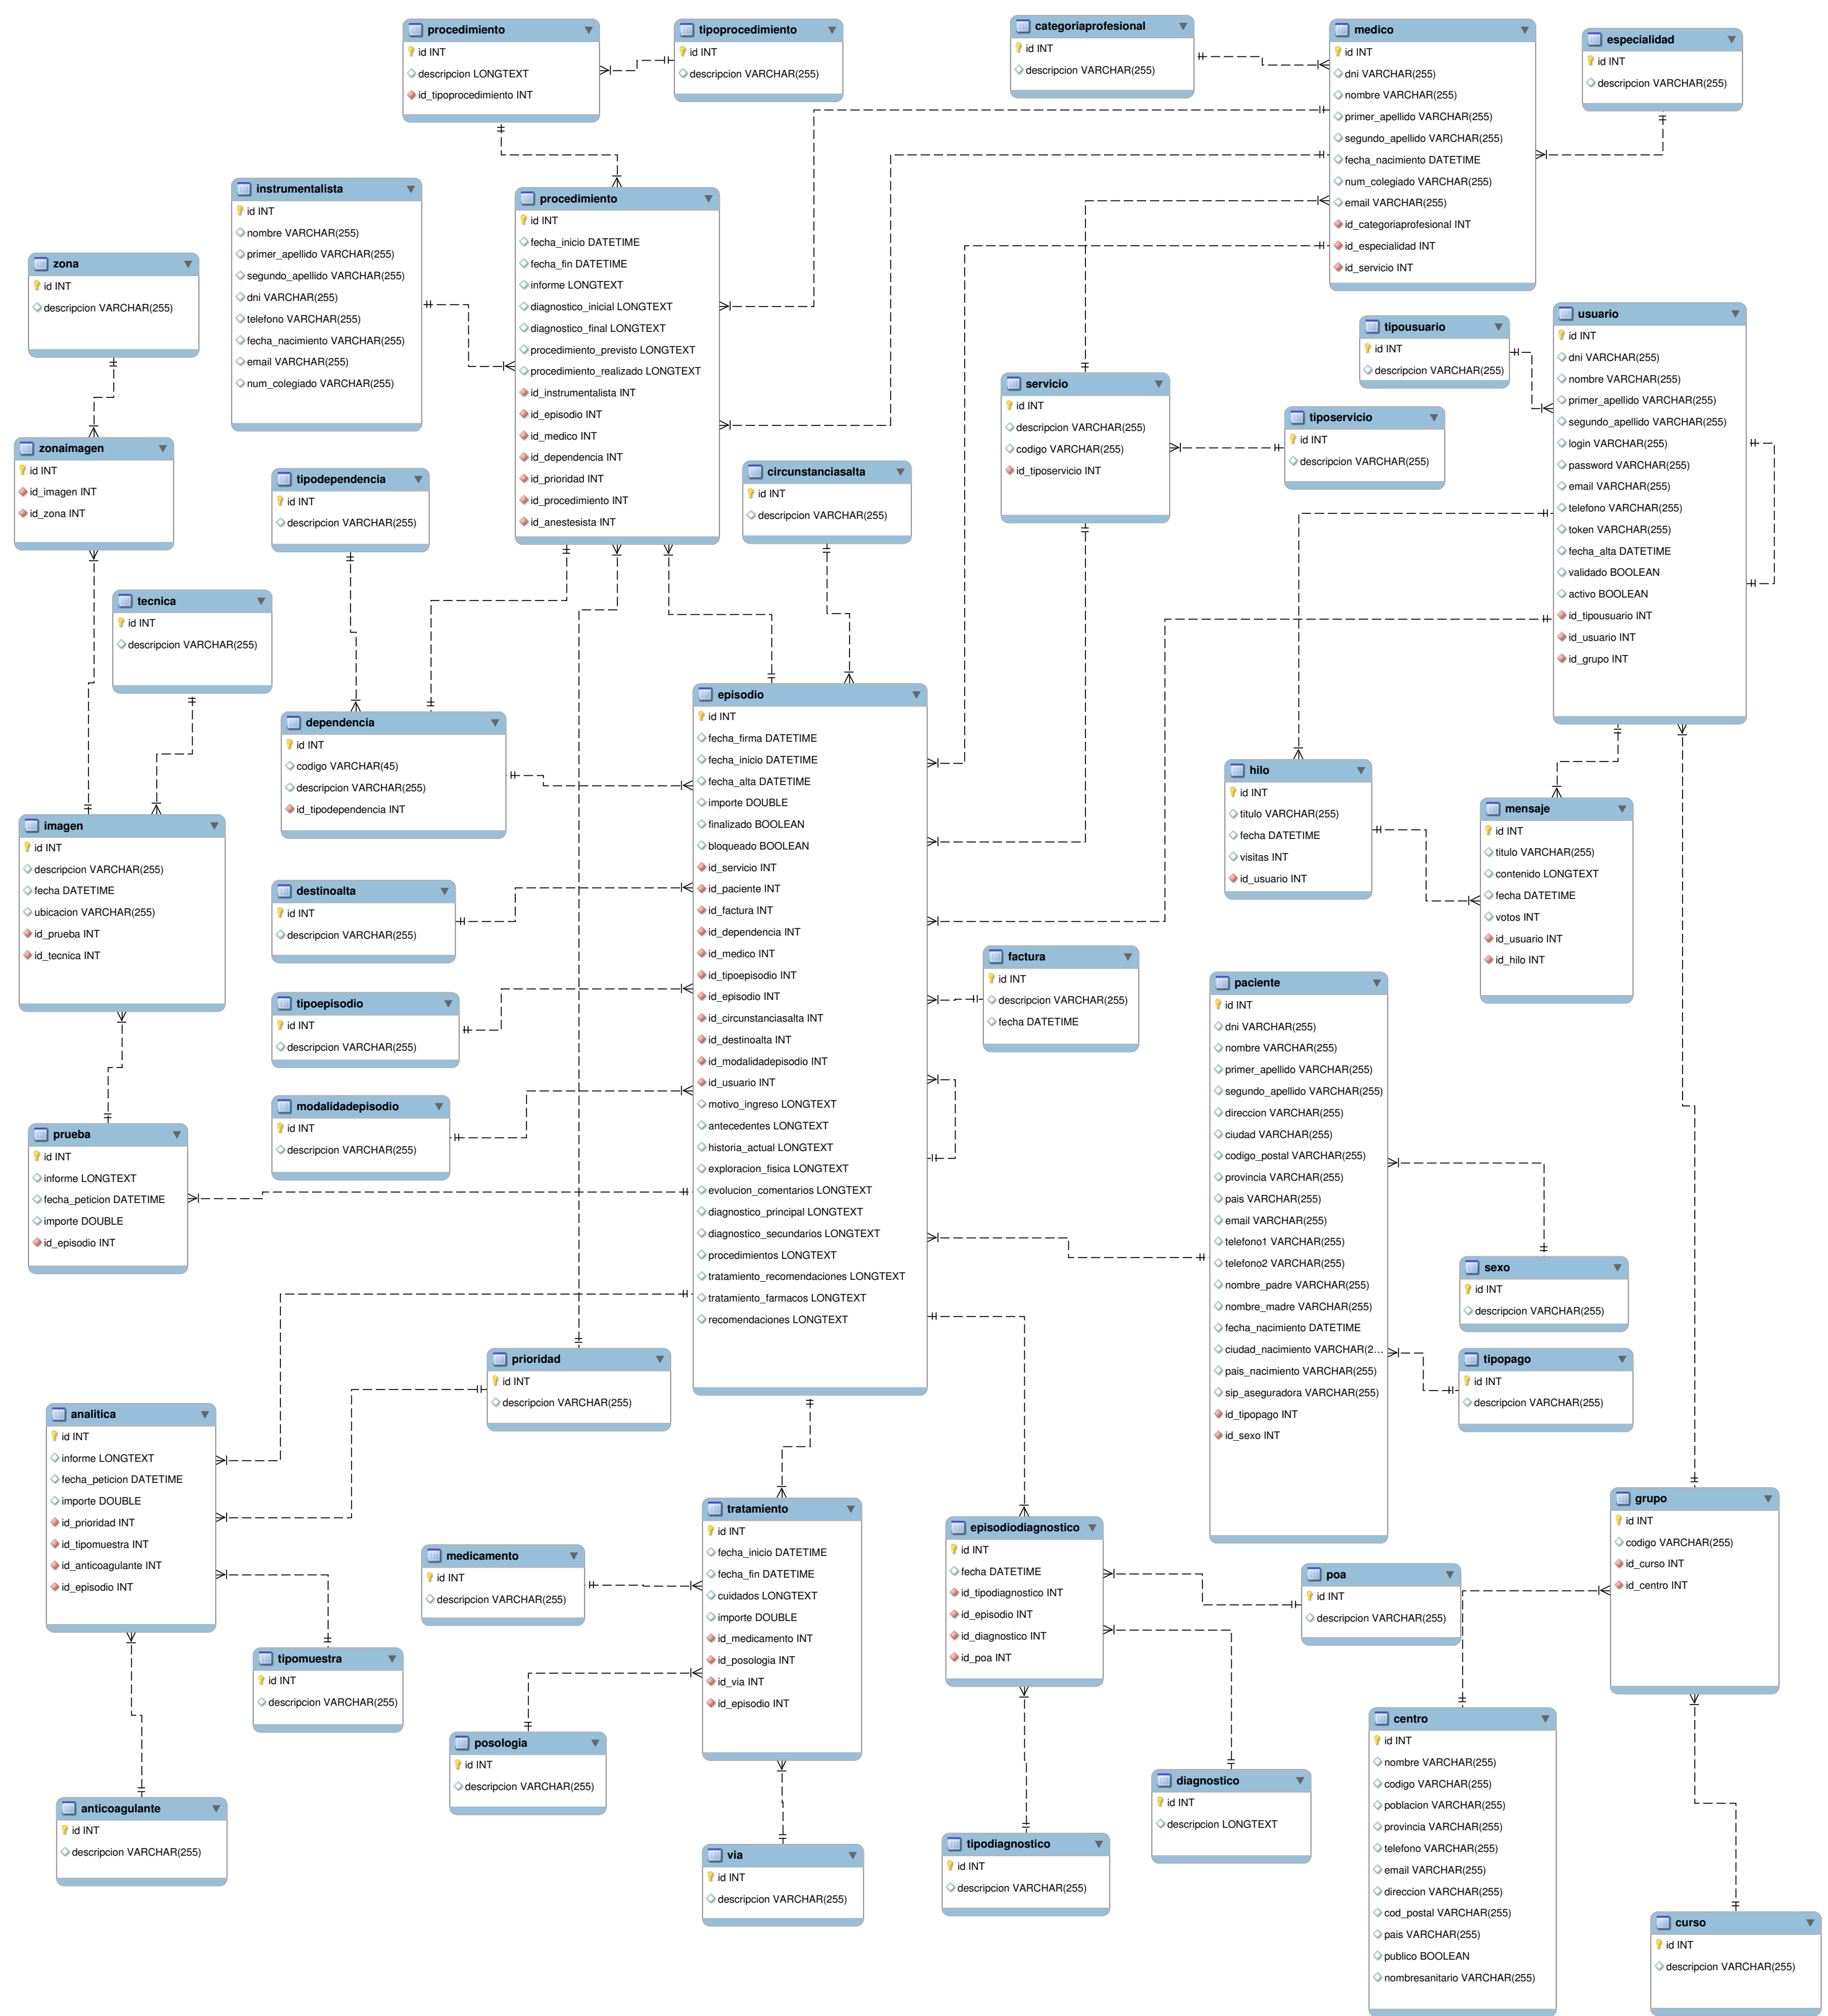 procedimiento
id INT
descripcion LONGTEXT
id_tipoprocedimiento INT
tipoprocedimiento
id INT
descripcion VARCHAR(255)
categoriaprofesional
id INT
descripcion VARCHAR(255)
medico
id INT
dni VARCHAR(255)
nombre VARCHAR(255)
primer_apellido VARCHAR(255)
segundo_apellido VARCHAR(255)
fecha_nacimiento DATETIME
num_colegiado VARCHAR(255)
email VARCHAR(255)
id_categoriaprofesional INT
id_especialidad INT
id_servicio INT
especialidad
id INT
descripcion VARCHAR(255)
instrumentalista
id INT
nombre VARCHAR(255)
primer_apellido VARCHAR(255)
segundo_apellido VARCHAR(255)
dni VARCHAR(255)
telefono VARCHAR(255)
fecha_nacimiento VARCHAR(255)
email VARCHAR(255)
num_colegiado VARCHAR(255)
procedimiento
id INT
fecha_inicio DATETIME
fecha_fin DATETIME
informe LONGTEXT
diagnostico_inicial LONGTEXT
diagnostico_final LONGTEXT
procedimiento_previsto LONGTEXT
procedimiento_realizado LONGTEXT
id_instrumentalista INT
id_episodio INT
id_medico INT
id_dependencia INT
id_prioridad INT
id_procedimiento INT
id_anestesista INT
zona
id INT
descripcion VARCHAR(255)
usuario
id INT
dni VARCHAR(255)
nombre VARCHAR(255)
primer_apellido VARCHAR(255)
segundo_apellido VARCHAR(255)
login VARCHAR(255)
password VARCHAR(255)
email VARCHAR(255)
telefono VARCHAR(255)
token VARCHAR(255)
fecha_alta DATETIME
validado BOOLEAN
activo BOOLEAN
id_tipousuario INT
id_usuario INT
id_grupo INT
tipousuario
id INT
descripcion VARCHAR(255)
servicio
id INT
descripcion VARCHAR(255)
codigo VARCHAR(255)
id_tiposervicio INT
tiposervicio
id INT
descripcion VARCHAR(255)
zonaimagen
id INT
id_imagen INT
id_zona INT
tipodependencia
id INT
descripcion VARCHAR(255)
circunstanciasalta
id INT
descripcion VARCHAR(255)
tecnica
id INT
descripcion VARCHAR(255)
episodio
id INT
fecha_firma DATETIME
fecha_inicio DATETIME
fecha_alta DATETIME
importe DOUBLE
finalizado BOOLEAN
bloqueado BOOLEAN
id_servicio INT
id_paciente INT
id_factura INT
id_dependencia INT
id_medico INT
id_tipoepisodio INT
id_episodio INT
id_circunstanciasalta INT
id_destinoalta INT
id_modalidadepisodio INT
id_usuario INT
motivo_ingreso LONGTEXT
antecedentes LONGTEXT
historia_actual LONGTEXT
exploracion_fisica LONGTEXT
evolucion_comentarios LONGTEXT
diagnostico_principal LONGTEXT
diagnostico_secundarios LONGTEXT
procedimientos LONGTEXT
tratamiento_recomendaciones LONGTEXT
tratamiento_farmacos LONGTEXT
recomendaciones LONGTEXT
dependencia
id INT
codigo VARCHAR(45)
descripcion VARCHAR(255)
id_tipodependencia INT
hilo
id INT
titulo VARCHAR(255)
fecha DATETIME
visitas INT
id_usuario INT
mensaje
id INT
titulo VARCHAR(255)
contenido LONGTEXT
fecha DATETIME
votos INT
id_usuario INT
id_hilo INT
imagen
id INT
descripcion VARCHAR(255)
fecha DATETIME
ubicacion VARCHAR(255)
id_prueba INT
id_tecnica INT
destinoalta
id INT
descripcion VARCHAR(255)
factura
id INT
descripcion VARCHAR(255)
fecha DATETIME
paciente
id INT
dni VARCHAR(255)
nombre VARCHAR(255)
primer_apellido VARCHAR(255)
segundo_apellido VARCHAR(255)
direccion VARCHAR(255)
ciudad VARCHAR(255)
codigo_postal VARCHAR(255)
provincia VARCHAR(255)
pais VARCHAR(255)
email VARCHAR(255)
telefono1 VARCHAR(255)
telefono2 VARCHAR(255)
nombre_padre VARCHAR(255)
nombre_madre VARCHAR(255)
fecha_nacimiento DATETIME
ciudad_nacimiento VARCHAR(2...
pais_nacimiento VARCHAR(255)
sip_aseguradora VARCHAR(255)
id_tipopago INT
id_sexo INT
tipoepisodio
id INT
descripcion VARCHAR(255)
modalidadepisodio
id INT
descripcion VARCHAR(255)
prueba
id INT
informe LONGTEXT
fecha_peticion DATETIME
importe DOUBLE
id_episodio INT
sexo
id INT
descripcion VARCHAR(255)
tipopago
id INT
descripcion VARCHAR(255)
prioridad
id INT
descripcion VARCHAR(255)
analitica
id INT
informe LONGTEXT
fecha_peticion DATETIME
importe DOUBLE
id_prioridad INT
id_tipomuestra INT
id_anticoagulante INT
id_episodio INT
grupo
id INT
codigo VARCHAR(255)
id_curso INT
id_centro INT
tratamiento
id INT
fecha_inicio DATETIME
fecha_fin DATETIME
cuidados LONGTEXT
importe DOUBLE
id_medicamento INT
id_posologia INT
id_via INT
id_episodio INT
episodiodiagnostico
id INT
fecha DATETIME
id_tipodiagnostico INT
id_episodio INT
id_diagnostico INT
id_poa INT
medicamento
id INT
descripcion VARCHAR(255)
poa
id INT
descripcion VARCHAR(255)
tipomuestra
id INT
descripcion VARCHAR(255)
centro
id INT
nombre VARCHAR(255)
codigo VARCHAR(255)
poblacion VARCHAR(255)
provincia VARCHAR(255)
telefono VARCHAR(255)
email VARCHAR(255)
direccion VARCHAR(255)
cod_postal VARCHAR(255)
pais VARCHAR(255)
publico BOOLEAN
nombresanitario VARCHAR(255)
posologia
id INT
descripcion VARCHAR(255)
diagnostico
id INT
descripcion LONGTEXT
anticoagulante
id INT
descripcion VARCHAR(255)
tipodiagnostico
id INT
descripcion VARCHAR(255)
via
id INT
descripcion VARCHAR(255)
curso
id INT
descripcion VARCHAR(255)